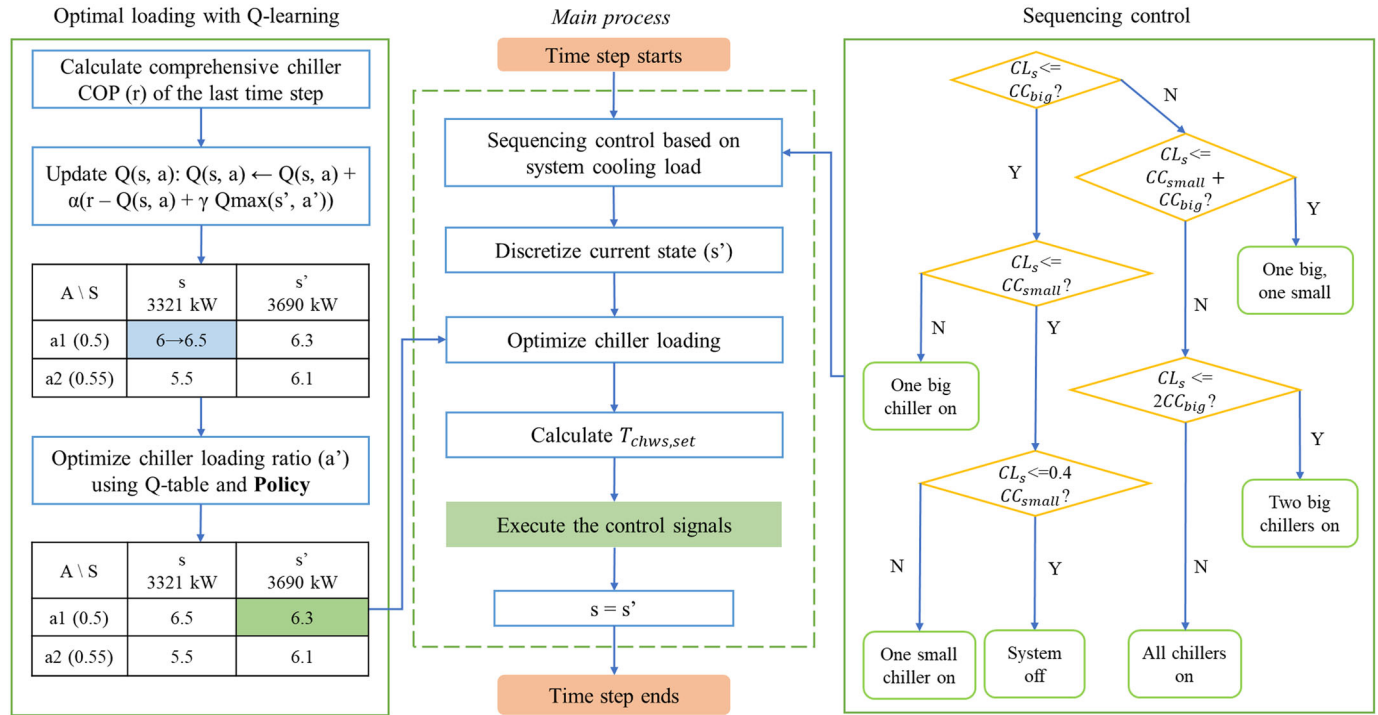 Optimal loading with Q-learning
Calculate comprehensive chiller
COP (r) of the last time step
Update Q(s, a): Q(s, a) ← Q(s, a) +
α(r – Q(s, a) + γ Qmax(s’, a’))
A \ S
s
3321 kW
s’
3690 kW
a1 (0.5)
6→6.5
6.3
a2 (0.55)
5.5
6.1
Optimize chiller loading ratio (a’)
using Q-table and Policy
A \ S
s
3321 kW
s’
3690 kW
a1 (0.5)
6.5
6.3
a2 (0.55)
5.5
6.1
Main process
Time step starts
Sequencing control based on
system cooling load
Discretize current state (s’)
Optimize chiller loading
Calculate T_chws,set
Execute the control signals
s = s’
Time step ends
Sequencing control
CL_s<=
CC_big?
N
Y
CL_s<=
CC_small +
CC_big?
Y
N
One big,
one small
CL_s<=
CC_small?
N
Y
One big
chiller on
CL_s <=
2CC_big?
Y
N
Two big
chillers on
CL_s<=0.4
CC_small?
N
Y
One small
chiller on
System
off
All chillers
on